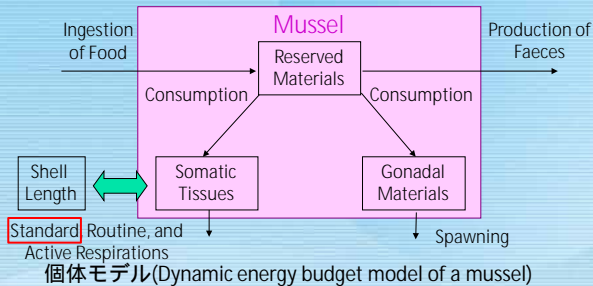 Mussel
Ingestion
of Food
Reserved
Materials
Production of
Faeces
Consumption
Consumption
Shell
Length
Somatic
Tissues
Gonadal
Materials
Standard, Routine, and
Active Respirations
Spawning
個体モデル(Dynamic energy budget model of a mussel)